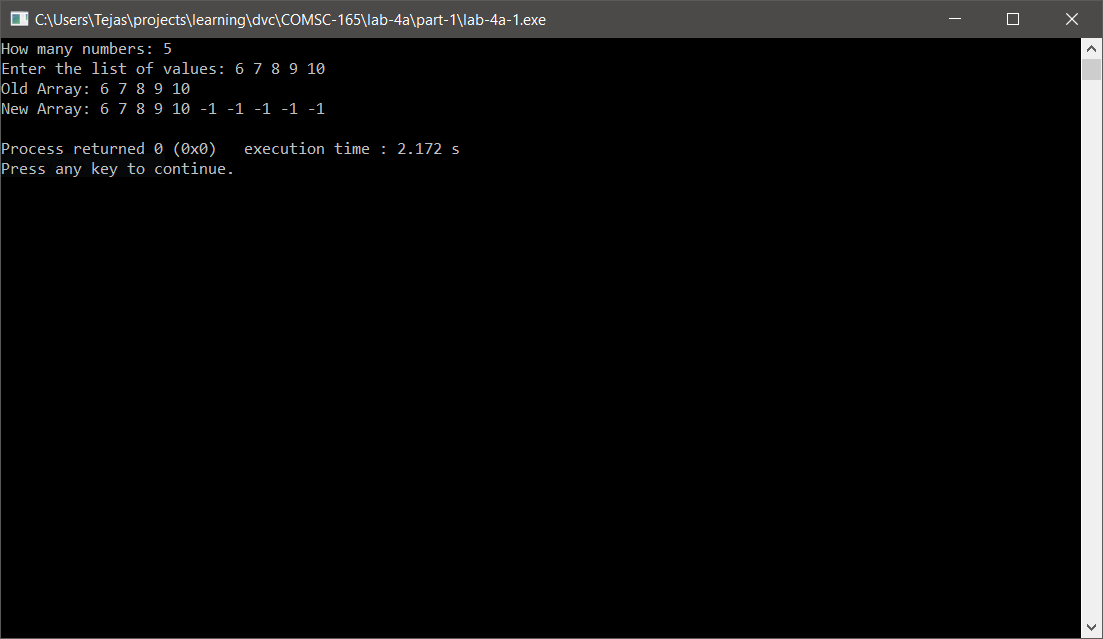 C:\Users\Tejas\projects\learning\dvc\COMSC-165\lab-4a\part-1\lab-4a-1.exe
How many numbers: 5
Enter the list of values: 6 7 8 9 10
Old Array: 6 7 8 9 10
New Array: 6 7 8 9 10 -1 -1 -1 -1 -1
Process returned 0 (0x0)   execution time : 2.172 s
Press any key to continue.